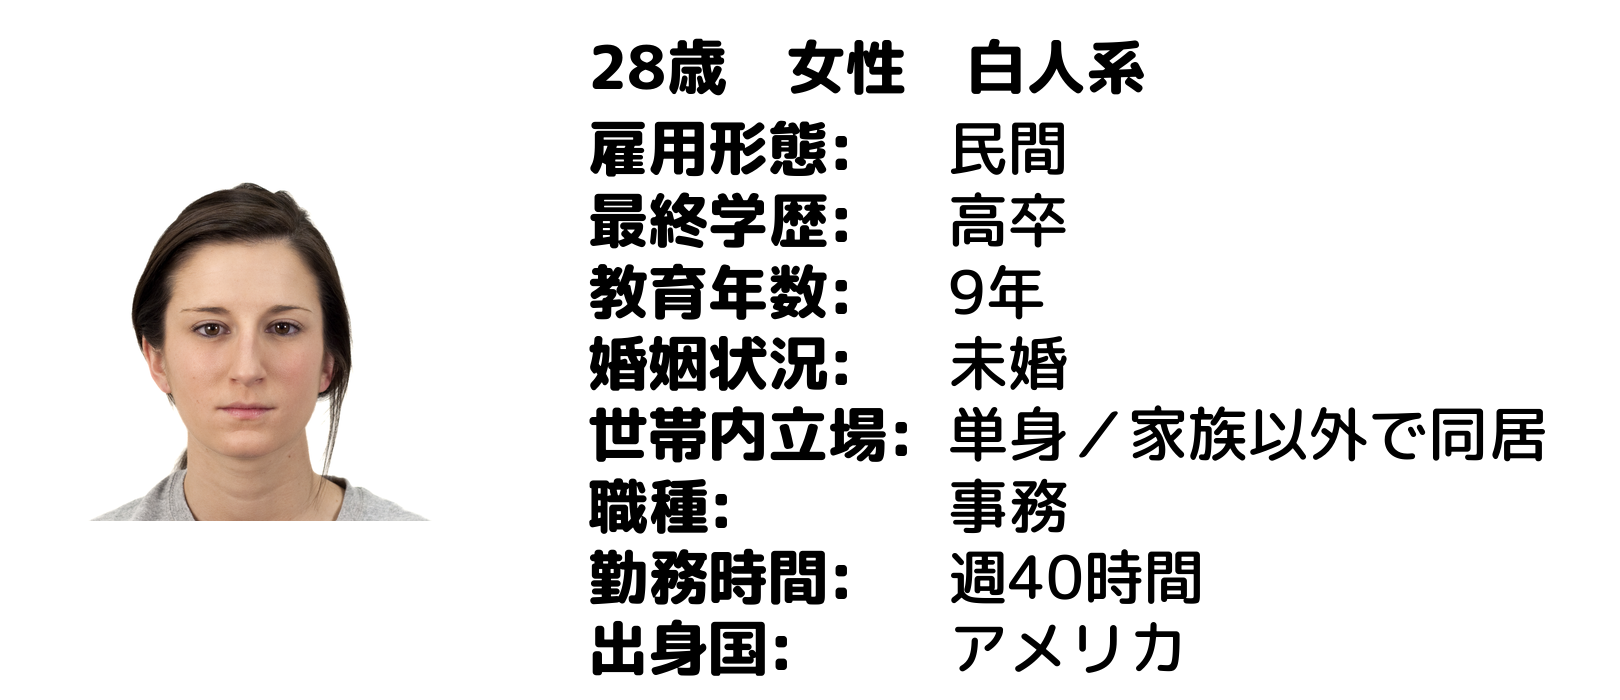 28歳　女性　白人系
雇用形態:　民間
最終学歴:　高卒
教育年数:　9年
婚姻状況:　未婚
世帯内立場:　単身／家族以外で同居
職種:　事務
勤務時間:　週40時間
出身国:　アメリカ